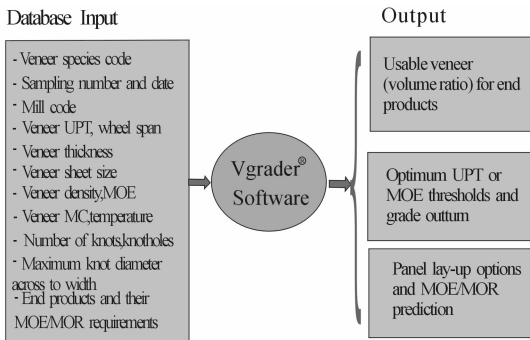 Database Input
- Veneer species code
- Sampling number and date
- Mill code
- Veneer UPT, wheel span
- Veneer thickness
- Veneer sheet size
- Veneer density,MOE
- Veneer MC,temperature
- Number of knots,knotholes
- Maximum knot diameter
across to width
- End products and their
MOE/MOR requirements
Vgrader®
Software
Output
Usable veneer
(volume ratio) for end
products
Optimum UPT or
MOE thresholds and
grade outturn
Panel lay-up options
and MOE/MOR
prediction